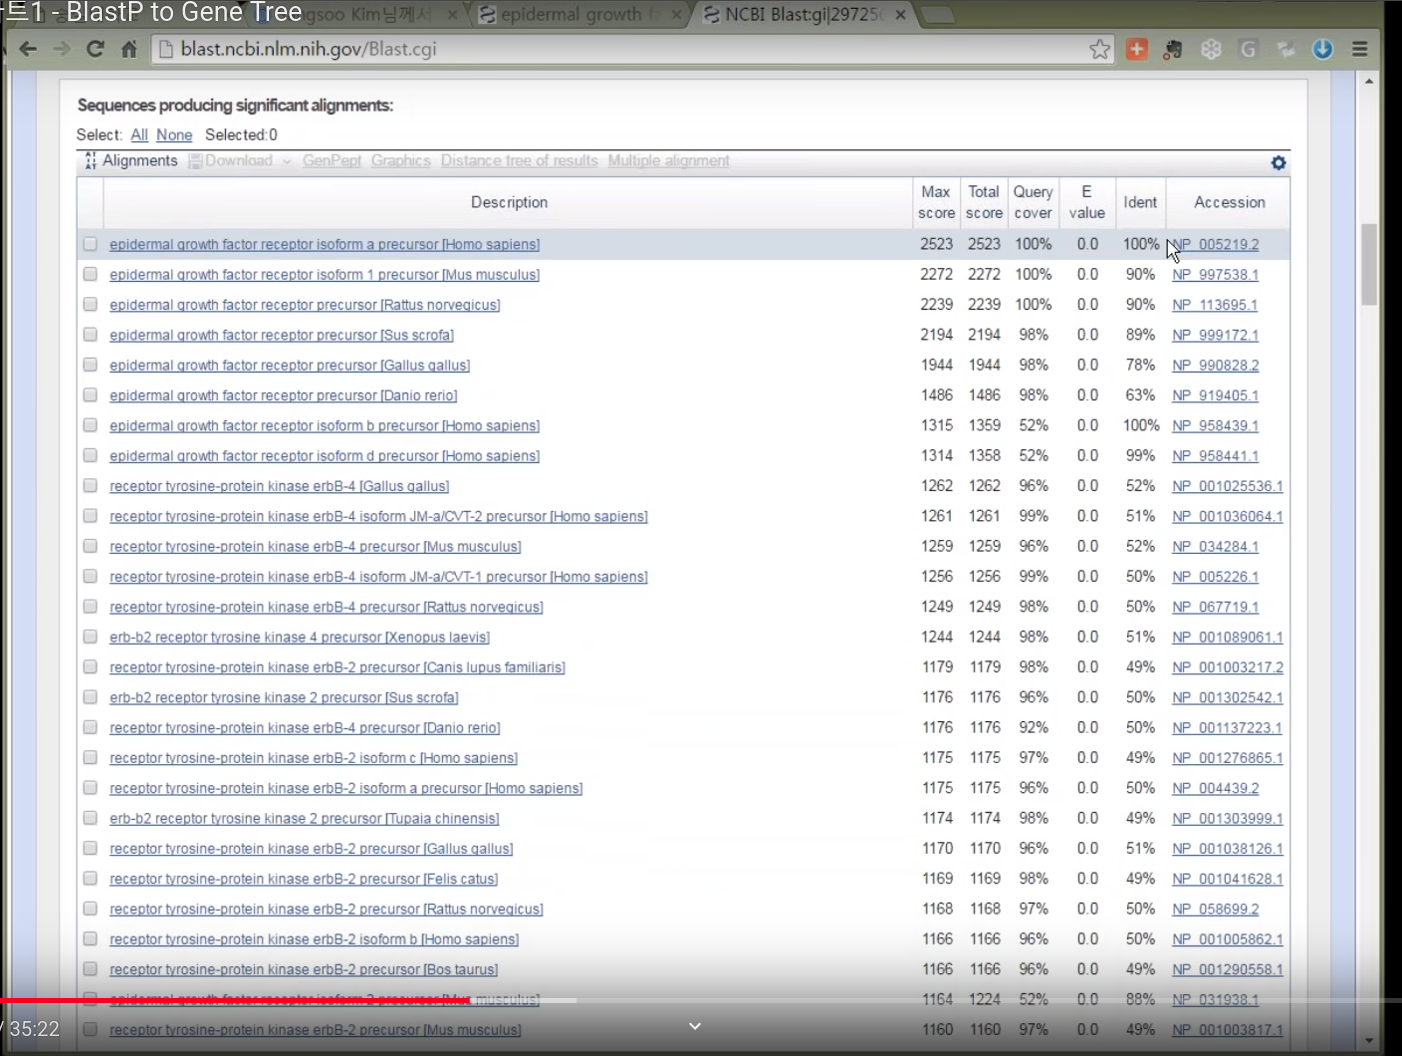 E1 - BlastP to Gene Tree
gsoo Kim님께서
epidermal growth f
NCBI Blast:gi|29725
blast.ncbi.nlm.nih.gov/Blast.cgi
Sequences producing significant alignments:
Select: All None Selected:0
Alignments Download GenPept Graphics Distance tree of results Multiple alignment
Description Max score Total score Query cover E value Ident Accession
epidermal growth factor receptor isoform a precursor [Homo sapiens] 2523 2523 100% 0.0 100% NP_005219.2
epidermal growth factor receptor isoform 1 precursor [Mus musculus] 2272 2272 100% 0.0 90% NP_997538.1
epidermal growth factor receptor precursor [Rattus norvegicus] 2239 2239 100% 0.0 90% NP_113695.1
epidermal growth factor receptor precursor [Sus scrofa] 2194 2194 98% 0.0 89% NP_999172.1
epidermal growth factor receptor precursor [Gallus gallus] 1944 1944 98% 0.0 78% NP_990828.2
epidermal growth factor receptor precursor [Danio rerio] 1486 1486 98% 0.0 63% NP_919405.1
epidermal growth factor receptor isoform b precursor [Homo sapiens] 1315 1359 52% 0.0 100% NP_958439.1
epidermal growth factor receptor isoform d precursor [Homo sapiens] 1314 1358 52% 0.0 99% NP_958441.1
receptor tyrosine-protein kinase erbB-4 [Gallus gallus] 1262 1262 96% 0.0 52% NP_001025536.1
receptor tyrosine-protein kinase erbB-4 isoform JM-a/CVT-2 precursor [Homo sapiens] 1261 1261 99% 0.0 51% NP_001036064.1
receptor tyrosine-protein kinase erbB-4 precursor [Mus musculus] 1259 1259 96% 0.0 52% NP_034284.1
receptor tyrosine-protein kinase erbB-4 isoform JM-a/CVT-1 precursor [Homo sapiens] 1256 1256 99% 0.0 50% NP_005226.1
receptor tyrosine-protein kinase erbB-4 precursor [Rattus norvegicus] 1249 1249 98% 0.0 50% NP_067719.1
erb-b2 receptor tyrosine kinase 4 precursor [Xenopus laevis] 1244 1244 98% 0.0 51% NP_001089061.1
receptor tyrosine-protein kinase erbB-2 precursor [Canis lupus familiaris] 1179 1179 98% 0.0 49% NP_001003217.2
erb-b2 receptor tyrosine kinase 2 precursor [Sus scrofa] 1176 1176 96% 0.0 50% NP_001302542.1
receptor tyrosine-protein kinase erbB-4 precursor [Danio rerio] 1176 1176 92% 0.0 50% NP_001137223.1
receptor tyrosine-protein kinase erbB-2 isoform c [Homo sapiens] 1175 1175 97% 0.0 49% NP_001276865.1
receptor tyrosine-protein kinase erbB-2 isoform a precursor [Homo sapiens] 1175 1175 96% 0.0 50% NP_004439.2
erb-b2 receptor tyrosine kinase 2 precursor [Tupaia chinensis] 1174 1174 98% 0.0 49% NP_001303999.1
receptor tyrosine-protein kinase erbB-2 precursor [Gallus gallus] 1170 1170 96% 0.0 51% NP_001038126.1
receptor tyrosine-protein kinase erbB-2 precursor [Felis catus] 1169 1169 98% 0.0 49% NP_001041628.1
receptor tyrosine-protein kinase erbB-2 precursor [Rattus norvegicus] 1168 1168 97% 0.0 50% NP_058699.2
receptor tyrosine-protein kinase erbB-2 isoform b [Homo sapiens] 1166 1166 96% 0.0 50% NP_001005862.1
receptor tyrosine-protein kinase erbB-2 precursor [Bos taurus] 1166 1166 96% 0.0 49% NP_001290558.1
epidermal growth factor receptor isoform 2 precursor [Mus musculus] 1164 1224 52% 0.0 88% NP_031938.1
/ 35:22
receptor tyrosine-protein kinase erbB-2 precursor [Mus musculus] 1160 1160 97% 0.0 49% NP_001003817.1